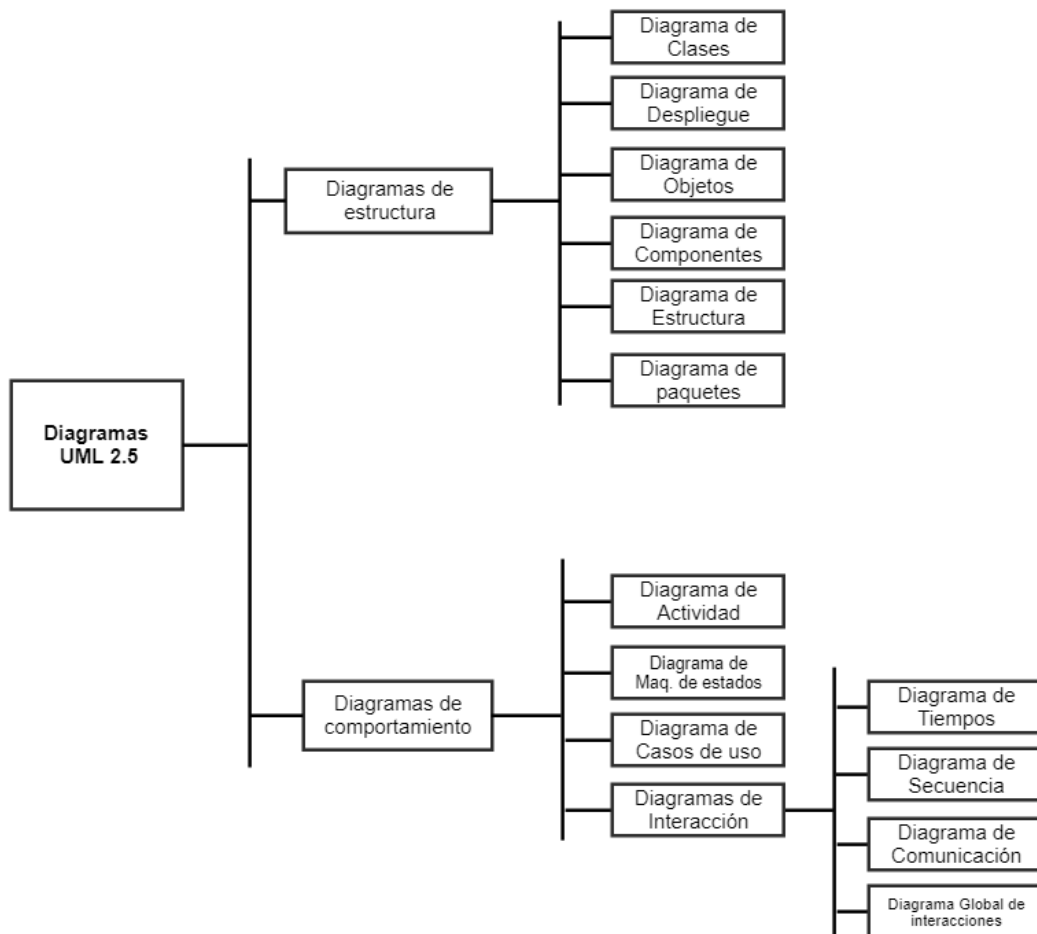 Diagramas
UML 2.5
Diagramas de
estructura
Diagrama de
Clases
Diagrama de
Despliegue
Diagrama de
Objetos
Diagrama de
Componentes
Diagrama de
Estructura
Diagrama de
paquetes
Diagramas de
comportamiento
Diagrama de
Actividad
Diagrama de
Maq. de estados
Diagrama de
Casos de uso
Diagramas de
Interacción
Diagrama de
Tiempos
Diagrama de
Secuencia
Diagrama de
Comunicación
Diagrama Global de
interacciones